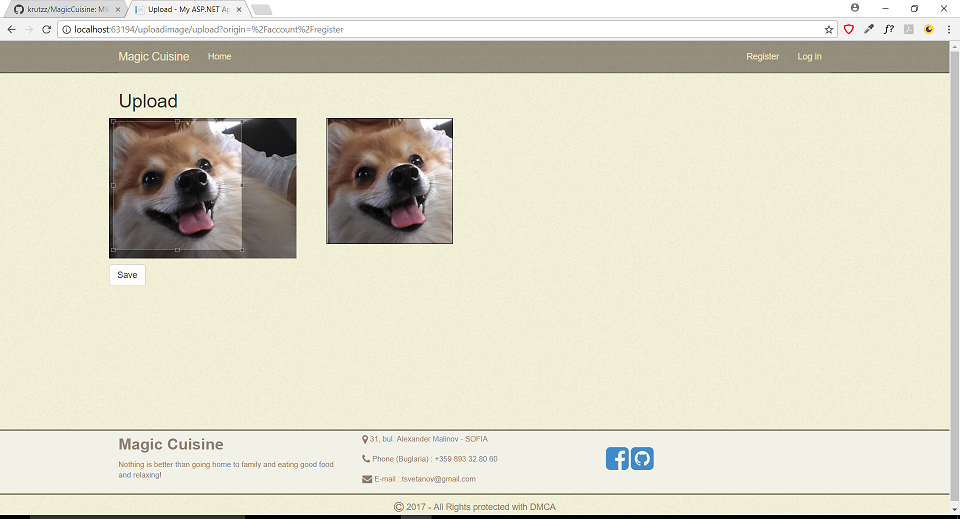 krutzz/MagicCuisine: MV
Upload - My ASP.NET Ap
localhost:63194/uploadimage/upload?origin=%2Faccount%2Fregister
f?
Magic Cuisine Home Register Log in
Upload
Save
Magic Cuisine
Nothing is better than going home to family and eating good food
and relaxing!
31, bul. Alexander Malinov - SOFIA
Phone (Buglaria) : +359 893 32 80 60
E-mail : tsvetanov@gmail.com
© 2017 - All Rights protected with DMCA